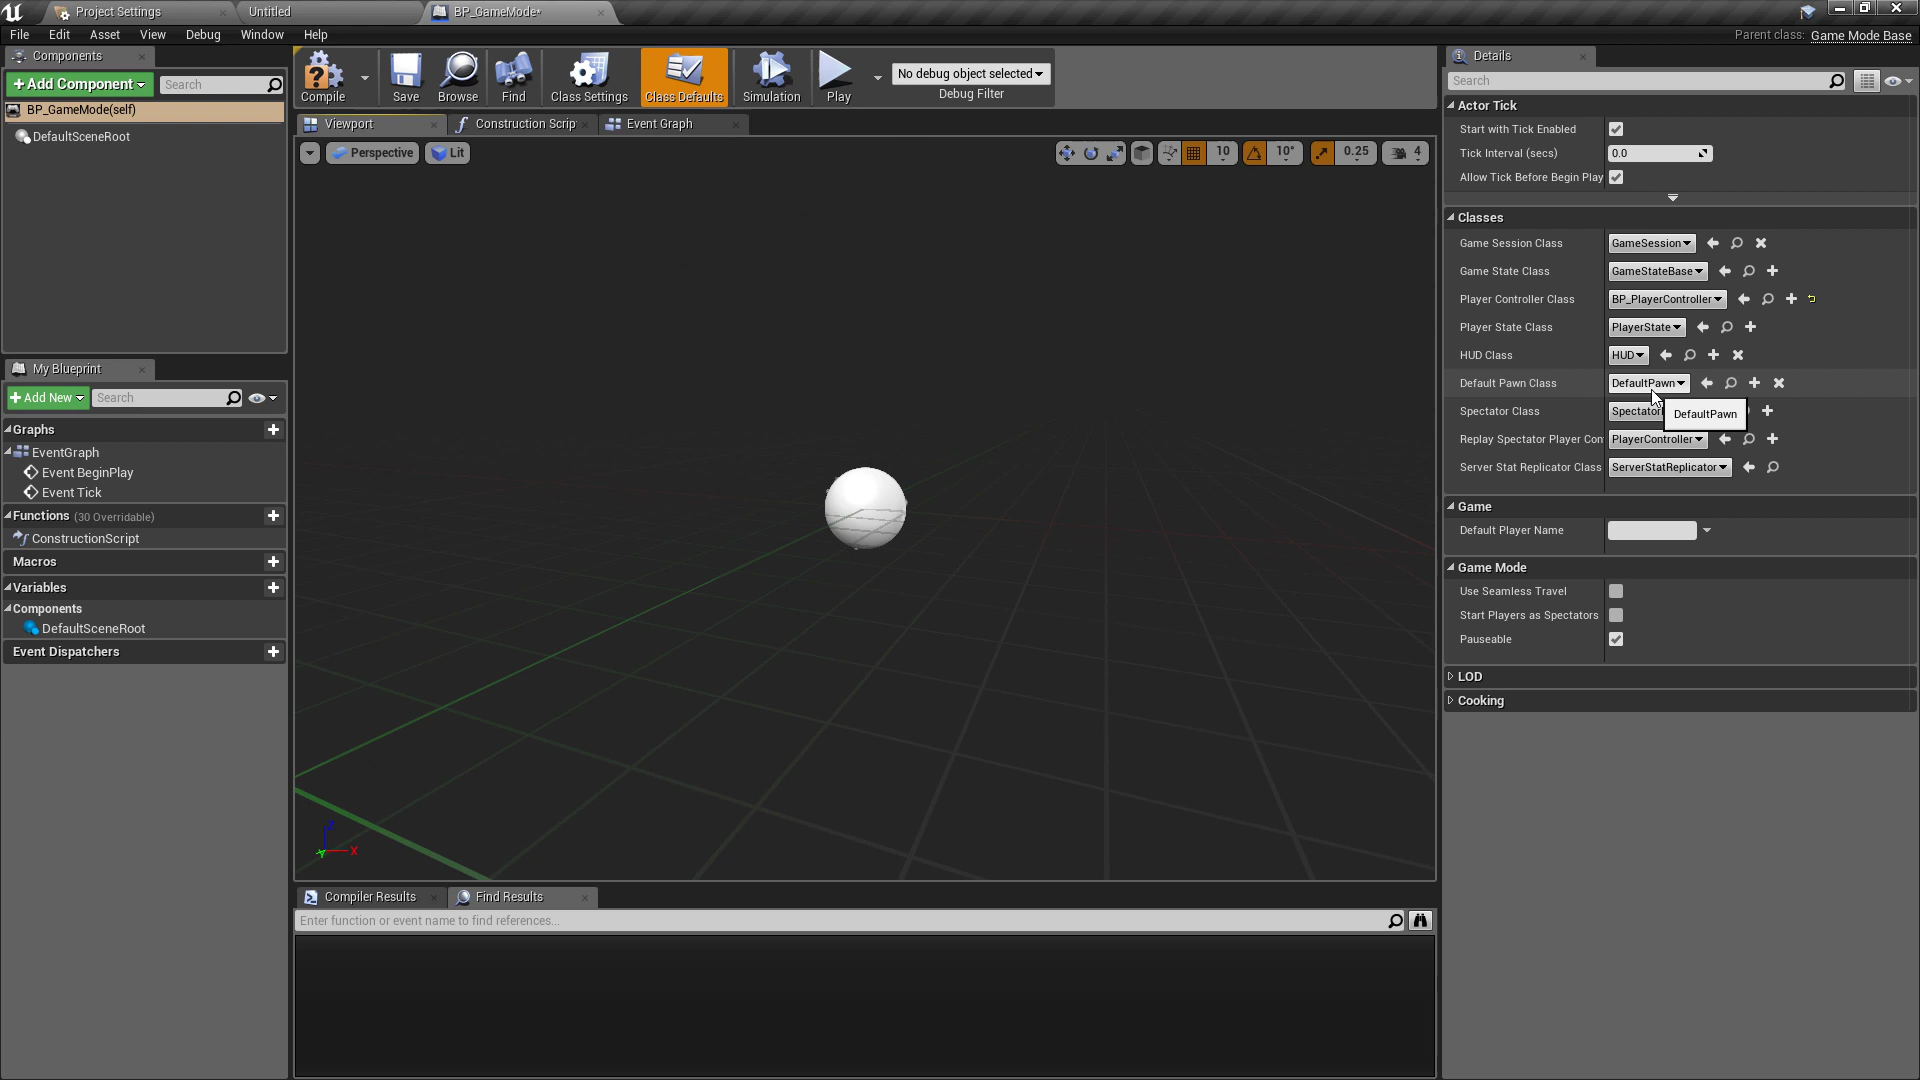 Project Settings
Untitled
BP_GameMode*
File Edit Asset View Debug Window Help
Parent class: Game Mode Base
Components
+ Add Component
Search
BP_GameMode(self)
DefaultSceneRoot
My Blueprint
+ Add New
Search
Graphs
EventGraph
Event BeginPlay
Event Tick
Functions (30 Overridable)
ConstructionScript
Macros
Variables
Components
DefaultSceneRoot
Event Dispatchers
Compile
Save
Browse
Find
Class Settings
Class Defaults
Simulation
Play
No debug object selected
Debug Filter
Viewport
Construction Scrip
Event Graph
Perspective
Lit
10
10°
0.25
4
Z
Y
X
Compiler Results
Find Results
Enter function or event name to find references...
Details
Search
Actor Tick
Start with Tick Enabled
Tick Interval (secs) 0.0
Allow Tick Before Begin Play
Classes
Game Session Class GameSession
Game State Class GameStateBase
Player Controller Class BP_PlayerController
Player State Class PlayerState
HUD Class HUD
Default Pawn Class DefaultPawn
Spectator Class
DefaultPawn
Replay Spectator Player Con PlayerController
Server Stat Replicator Class ServerStatReplicator
Game
Default Player Name
Game Mode
Use Seamless Travel
Start Players as Spectators
Pauseable
LOD
Cooking